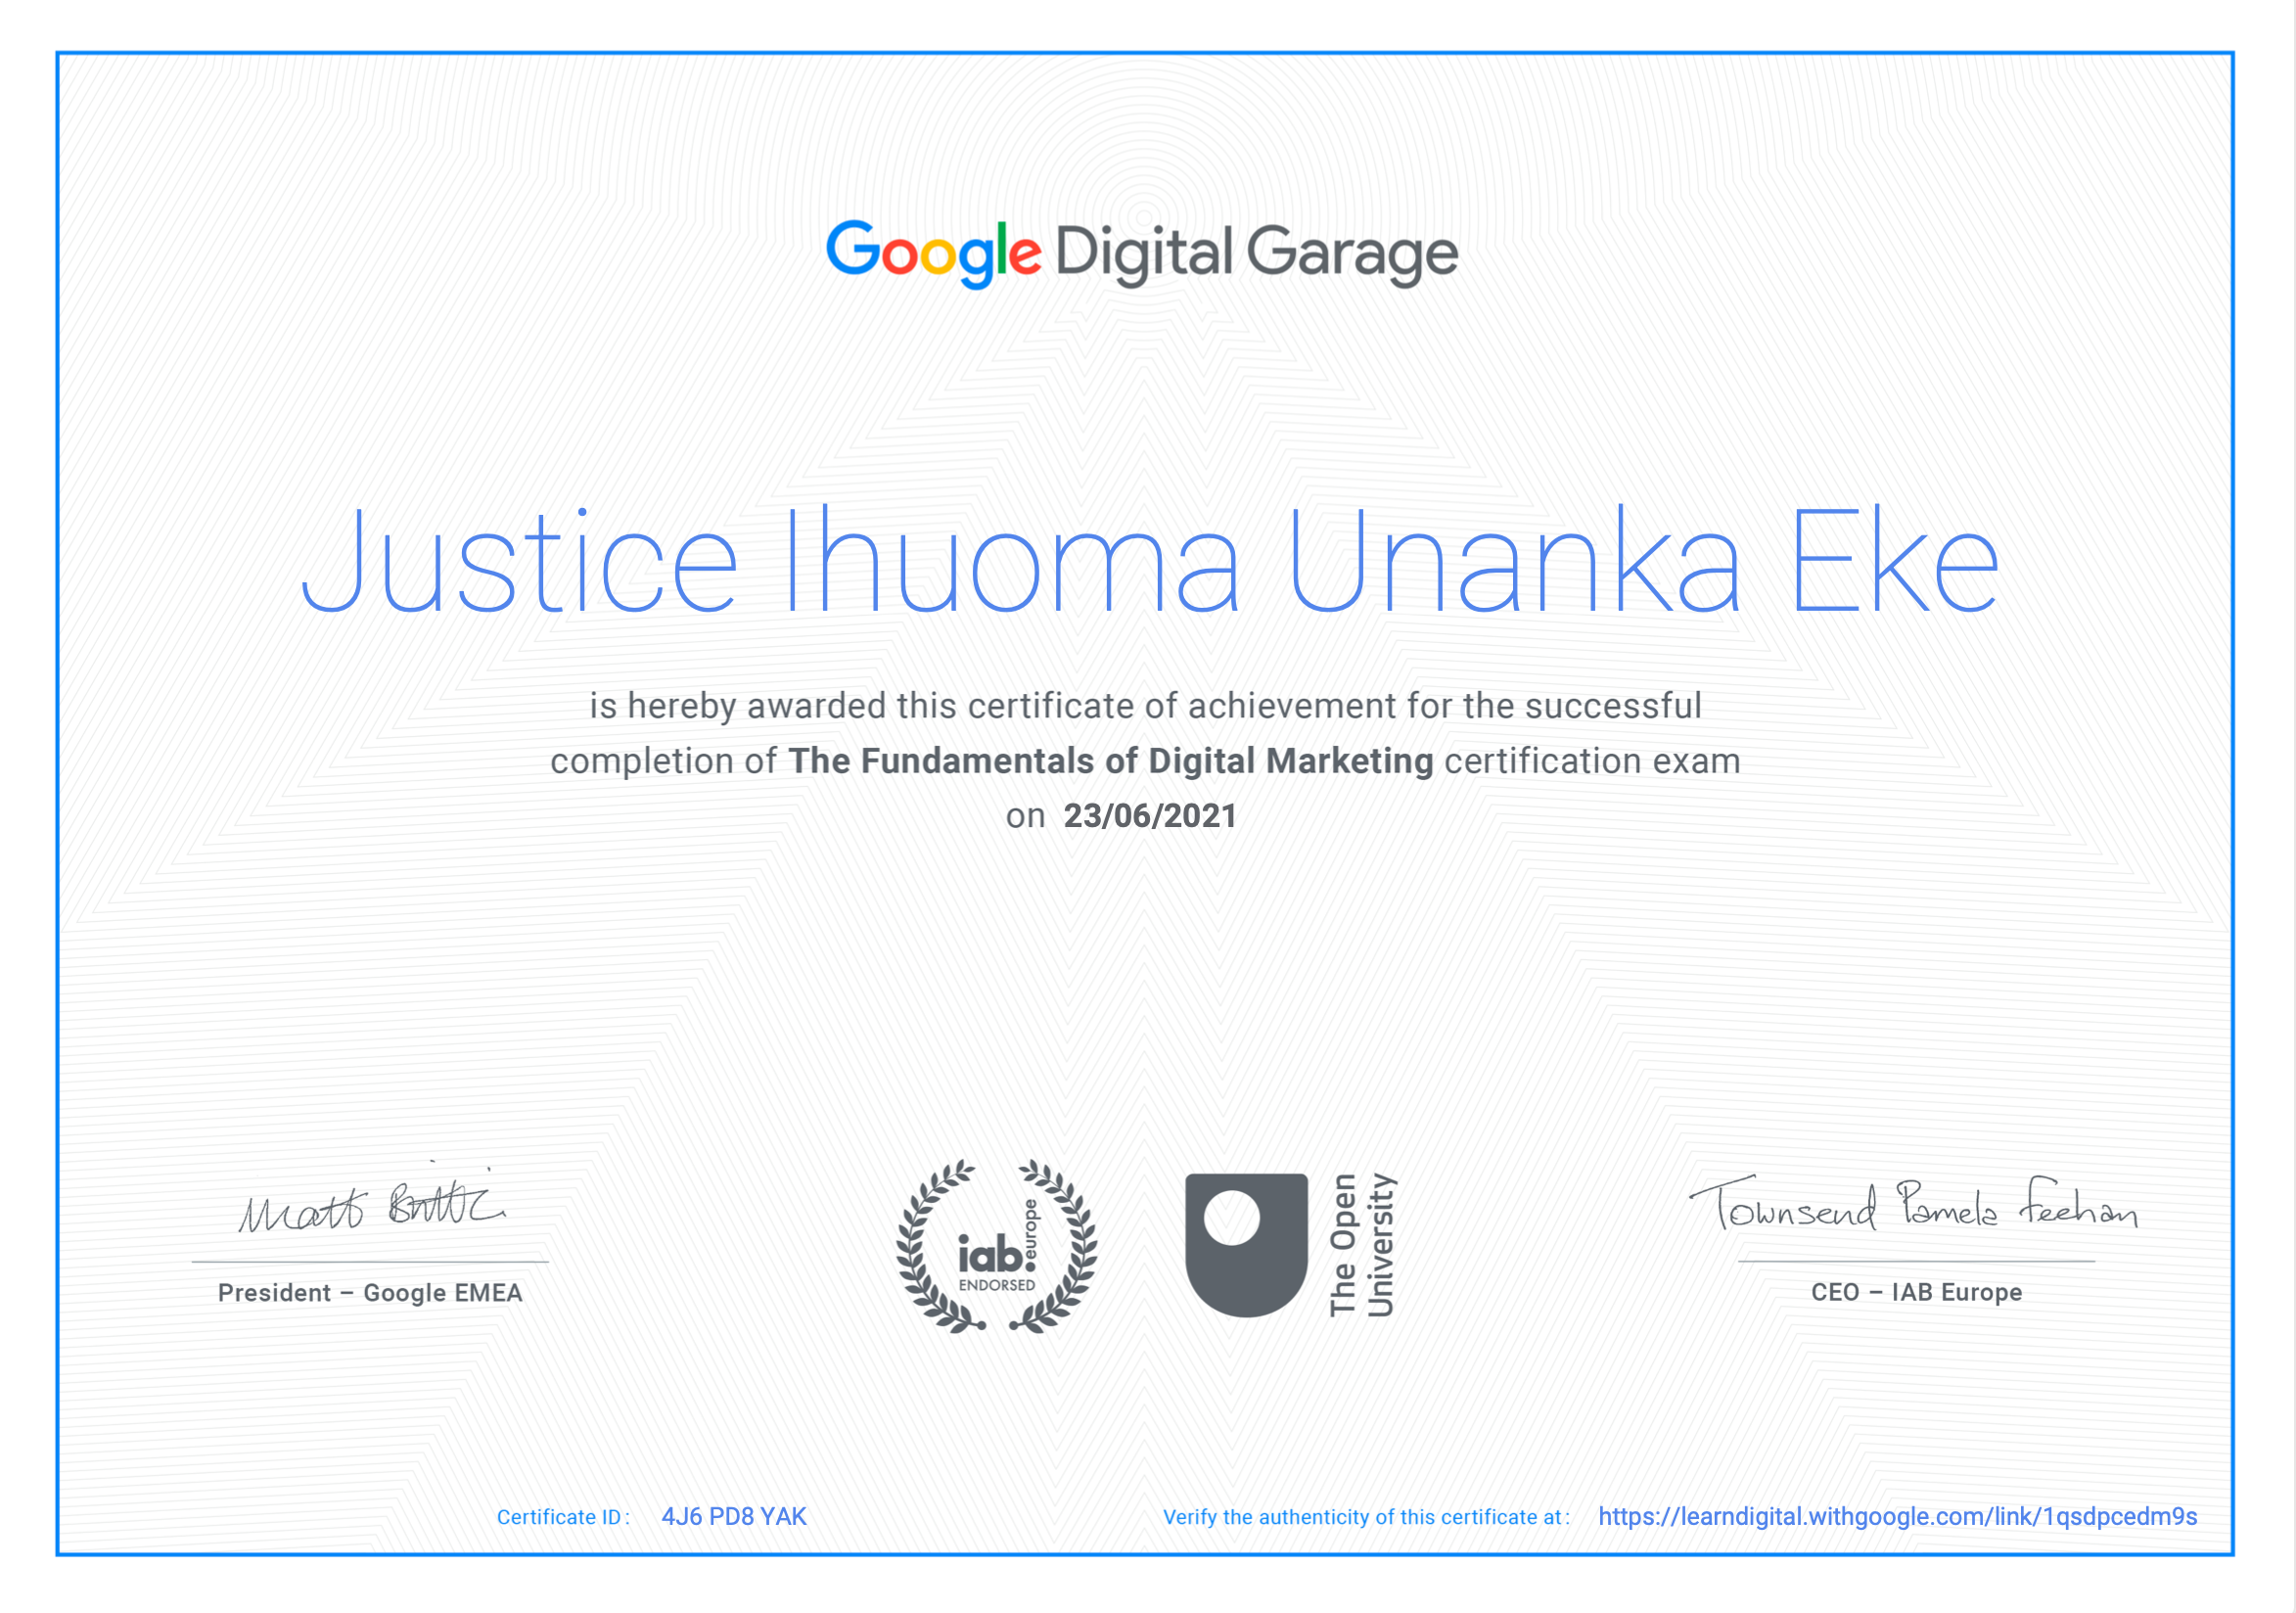 Google Digital Garage
Justice Ihuoma Unanka Eke
is hereby awarded this certificate of achievement for the successful
completion of The Fundamentals of Digital Marketing certification exam
on 23/06/2021
Matt Brittin
President – Google EMEA
iab: europe
ENDORSED
The Open
University
Townsend Pamela Feehan
CEO – IAB Europe
Certificate ID: 4J6 PD8 YAK
Verify the authenticity of this certificate at: https://learndigital.withgoogle.com/link/1qsdpcedm9s